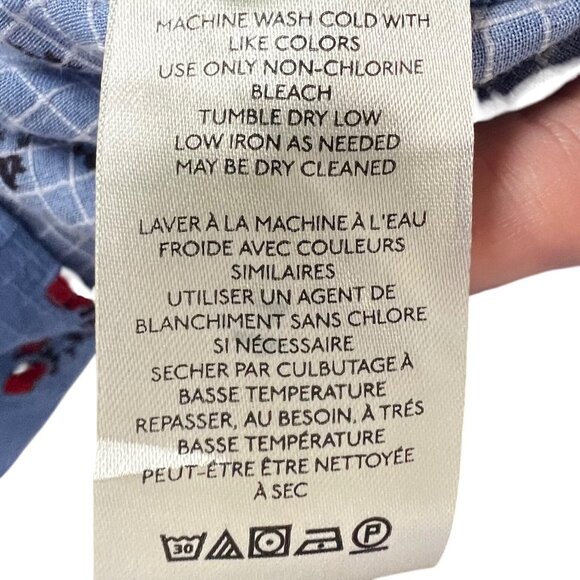 MACHINE WASH COLD WITH
LIKE COLORS
USE ONLY NON-CHLORINE
BLEACH
TUMBLE DRY LOW
LOW IRON AS NEEDED
MAY BE DRY CLEANED
LAVER À LA MACHINE À L'EAU
FROIDE AVEC COULEURS
SIMILAIRES
UTILISER UN AGENT DE
BLANCHIMENT SANS CHLORE
SI NÉCESSAIRE
SECHER PAR CULBUTAGE À
BASSE TEMPERATURE
REPASSER, AU BESOIN, À TRÉS
BASSE TEMPÉRATURE
PEUT-ÊTRE ÊTRE NETTOYÉE
À SEC
30 P